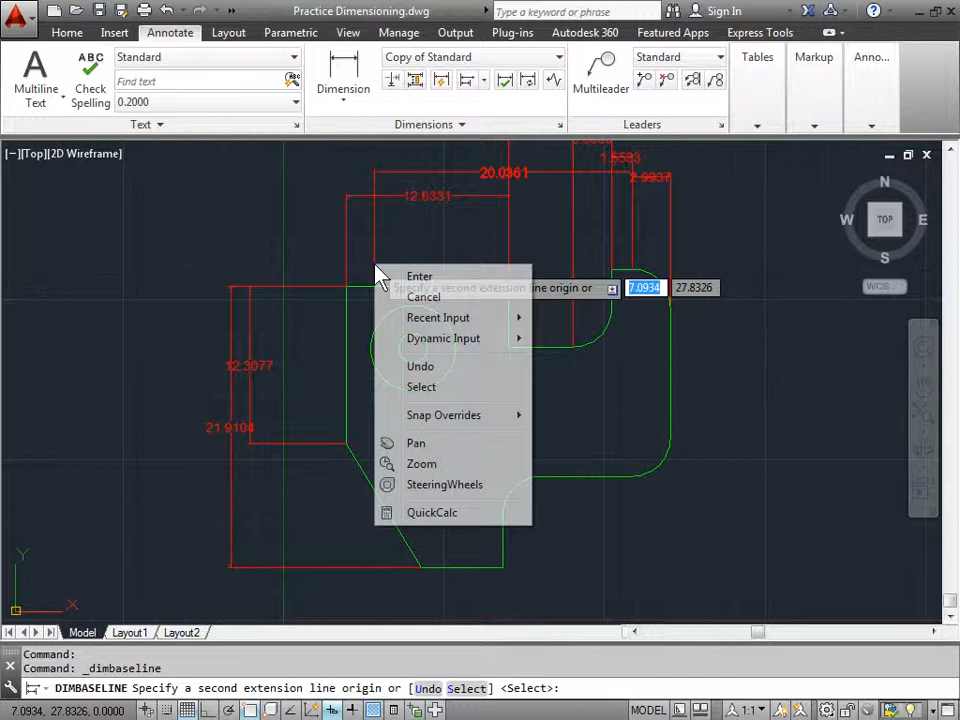 Practice Dimensioning.dwg
Type a keyword or phrase
Sign In
Home Insert Annotate Layout Parametric View Manage Output Plug-ins Autodesk 360 Featured Apps Express Tools
Standard
Copy of Standard
Standard
Multiline Text
ABC
Check Spelling
Find text
0.2000
Dimension
Multileader
Tables
Markup
Anno...
Text
Dimensions
Leaders
[−][Top][2D Wireframe]
N
W TOP E
S
WCS
1.5593
20.0361
2.9937
12.6331
12.3077
21.9104
Specify a second extension line origin or 7.0934 27.8326
Enter
Cancel
Recent Input
Dynamic Input
Undo
Select
Snap Overrides
Pan
Zoom
SteeringWheels
QuickCalc
Y
X
Model Layout1 Layout2
Command:
Command: _dimbaseline
DIMBASELINE Specify a second extension line origin or [Undo Select] <Select>:
7.0934, 27.8326, 0.0000
MODEL
1:1